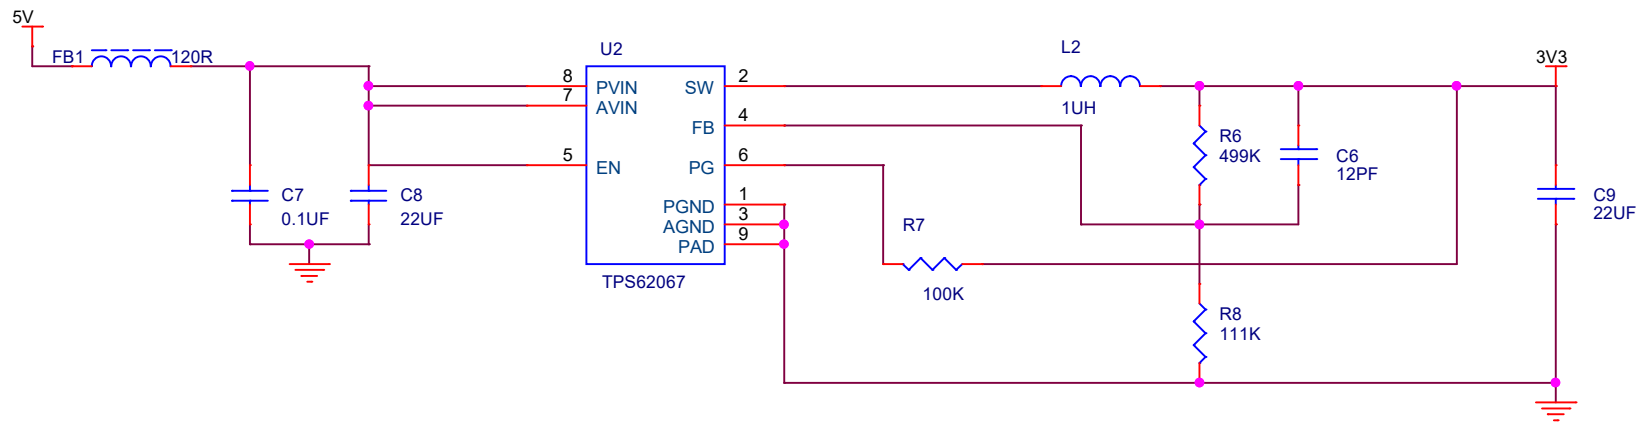 5V
FB1
120R
C7
0.1UF
C8
22UF
U2
8
PVIN
7
AVIN
5
EN
SW
2
FB
4
PG
6
PGND
1
AGND
3
PAD
9
TPS62067
L2
1UH
R6
499K
C6
12PF
R7
100K
R8
111K
3V3
C9
22UF